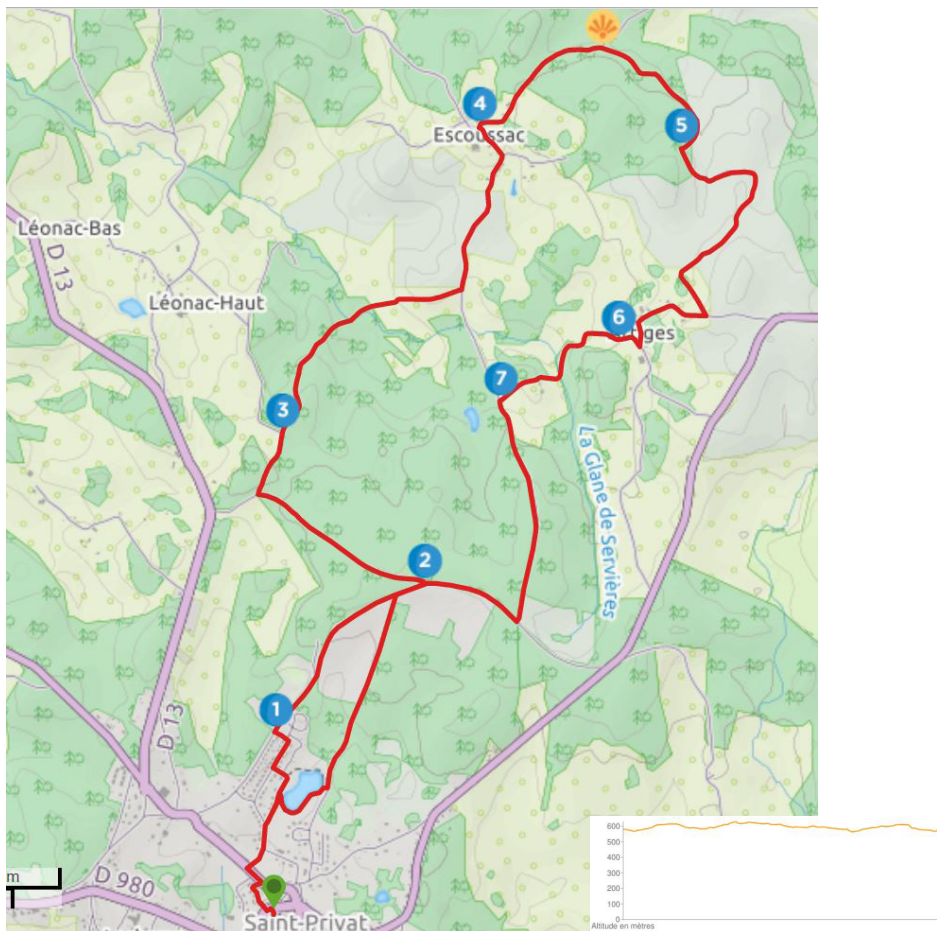 4
Escoussac
5
Léonac-Bas
D 13
Léonac-Haut
6
7
3
La Glane de Servières
2
1
D 13
m
D 980
Saint-Privat
600
500
400
300
200
100
0
Altitude en mètres